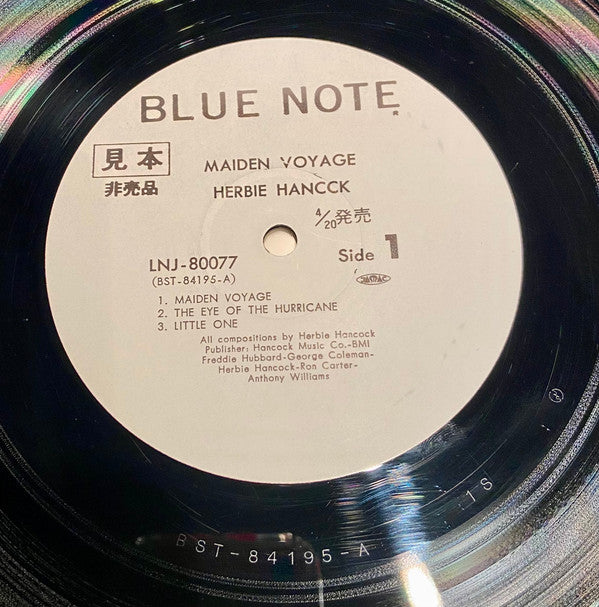 BLUE NOTE
見本
非売品
MAIDEN VOYAGE
HERBIE HANCCK
4/20発売
LNJ-80077
(BST-84195-A)
Side 1
1. MAIDEN VOYAGE
2. THE EYE OF THE HURRICANE
3. LITTLE ONE
All compositions by Herbie Hancock
Publisher: Hancock Music Co.-BMI
Freddie Hubbard-George Coleman-
Herbie Hancock-Ron Carter-
Anthony Williams
BST-84195-A
1S